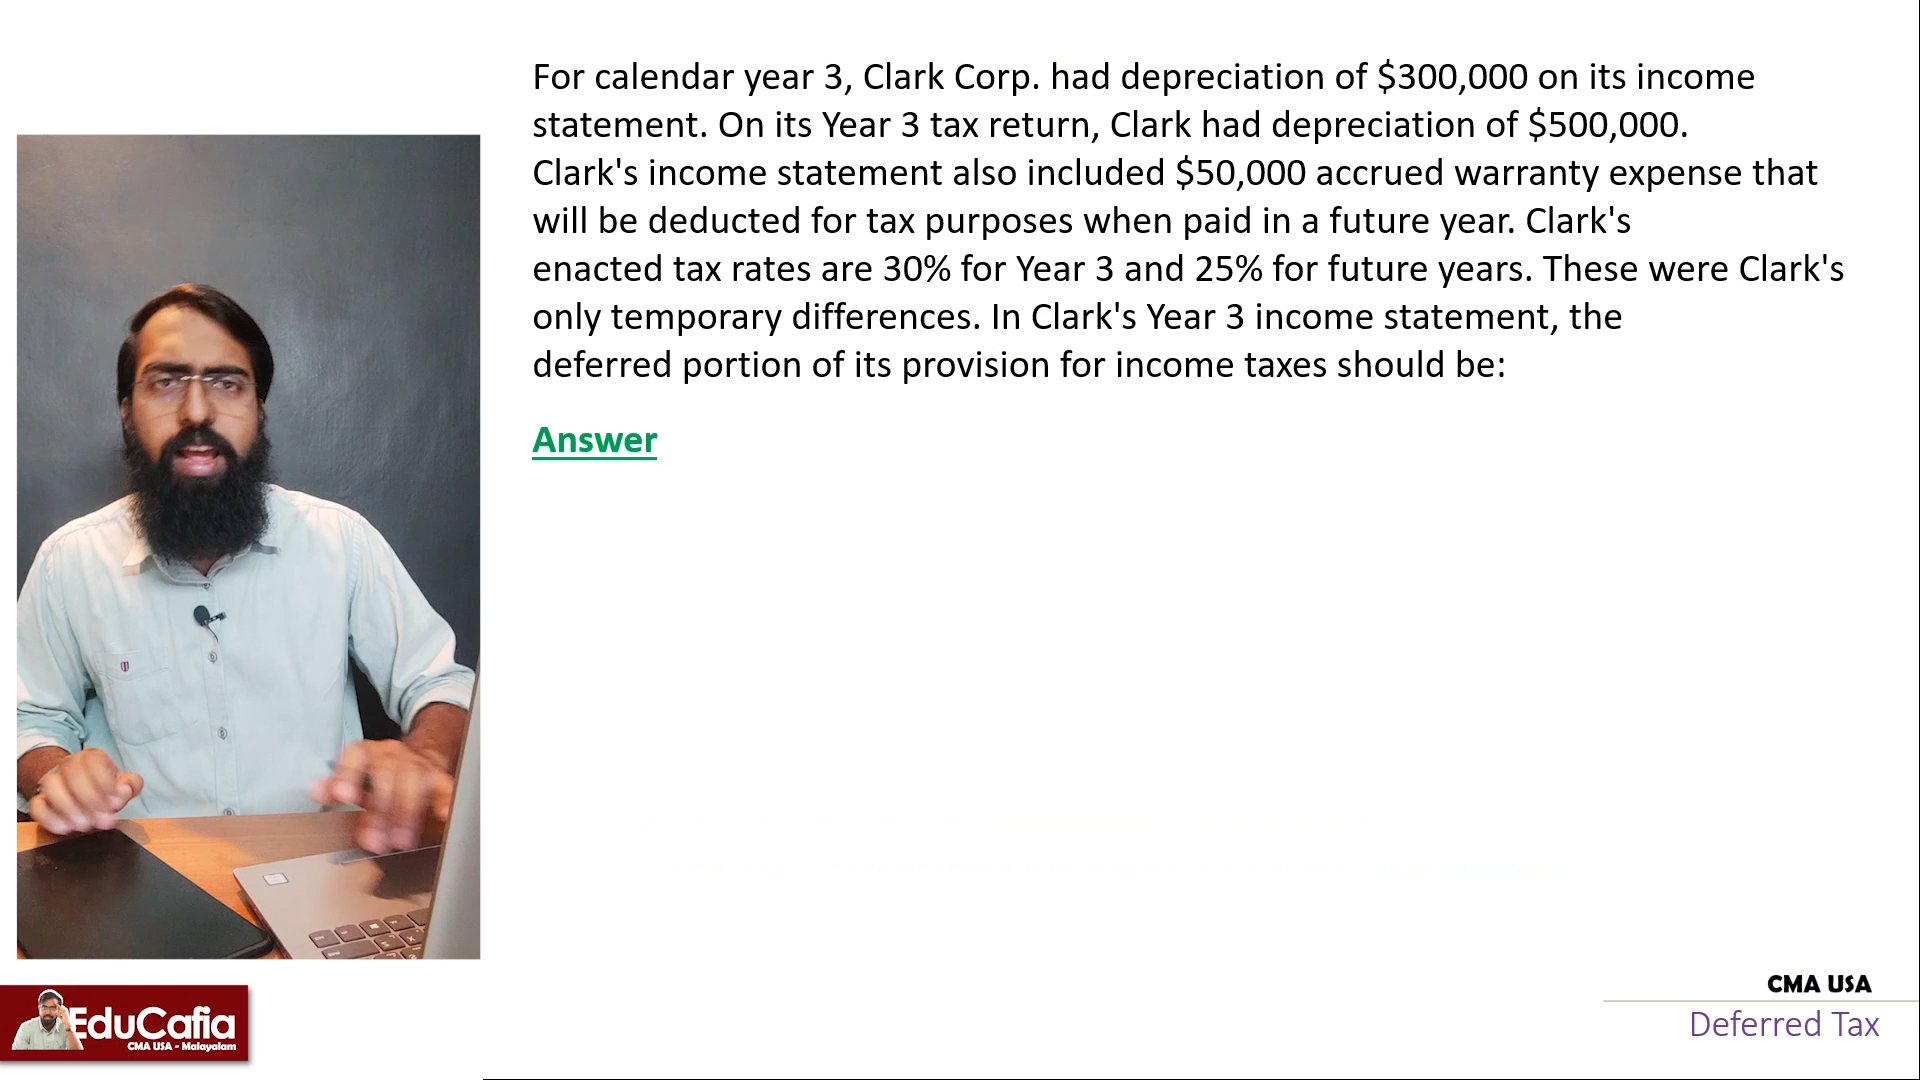 For calendar year 3, Clark Corp. had depreciation of $300,000 on its income
statement. On its Year 3 tax return, Clark had depreciation of $500,000.
Clark's income statement also included $50,000 accrued warranty expense that
will be deducted for tax purposes when paid in a future year. Clark's
enacted tax rates are 30% for Year 3 and 25% for future years. These were Clark's
only temporary differences. In Clark's Year 3 income statement, the
deferred portion of its provision for income taxes should be:
Answer
EduCafia
CMA USA - Malayalam
CMA USA
Deferred Tax